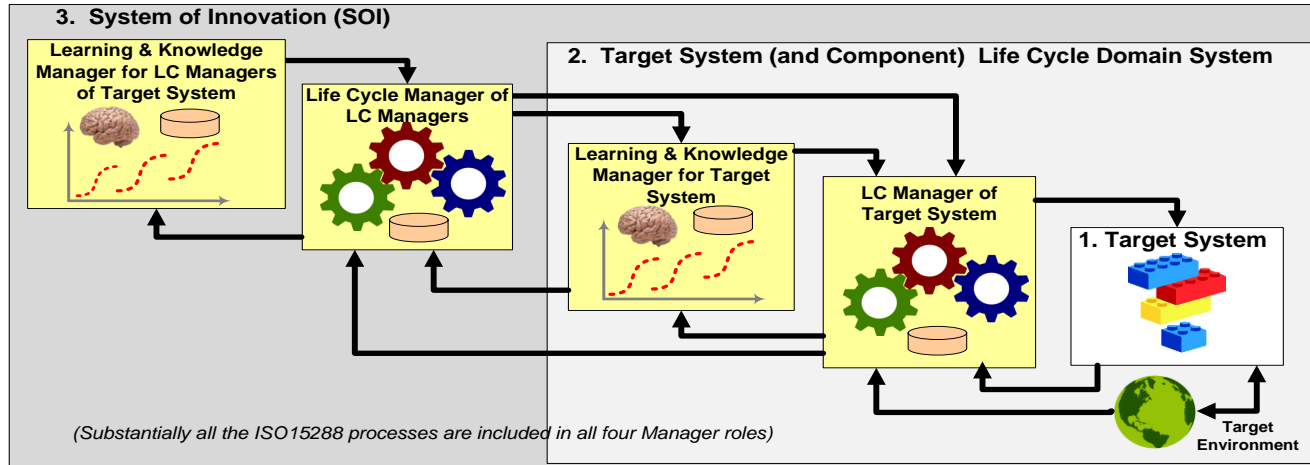 3. System of Innovation (SOI)
Learning & Knowledge
Manager for LC Managers
of Target System
2. Target System (and Component) Life Cycle Domain System
Life Cycle Manager of
LC Managers
Learning & Knowledge
Manager for Target
System
LC Manager of
Target System
1. Target System
Target
Environment
(Substantially all the ISO15288 processes are included in all four Manager roles)